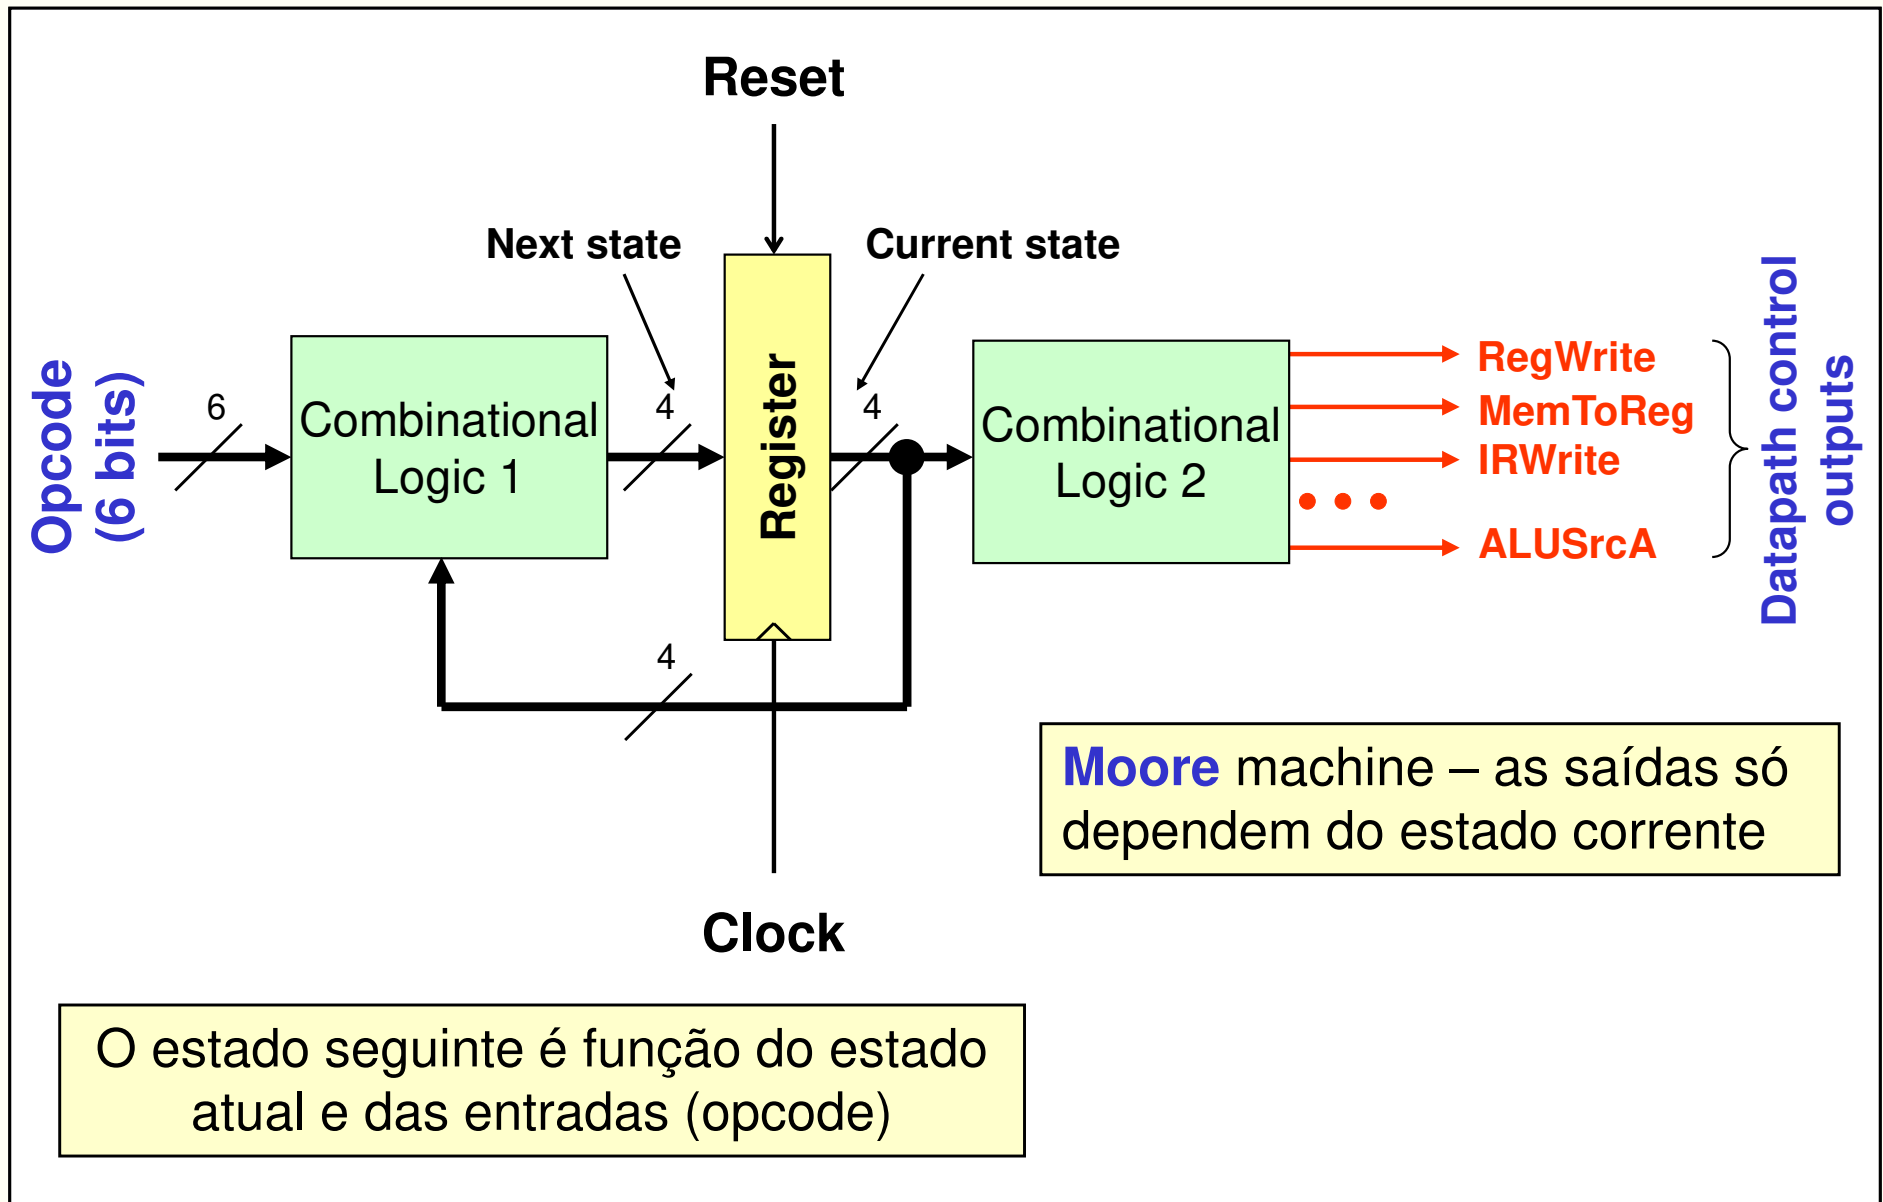 Reset
Next state
Current state
Opcode
(6 bits)
6
Combinational
Logic 1
4
Register
4
Combinational
Logic 2
RegWrite
MemToReg
IRWrite
ALUSrcA
Datapath control
outputs
4
Clock
Moore machine – as saídas só
dependem do estado corrente
O estado seguinte é função do estado
atual e das entradas (opcode)